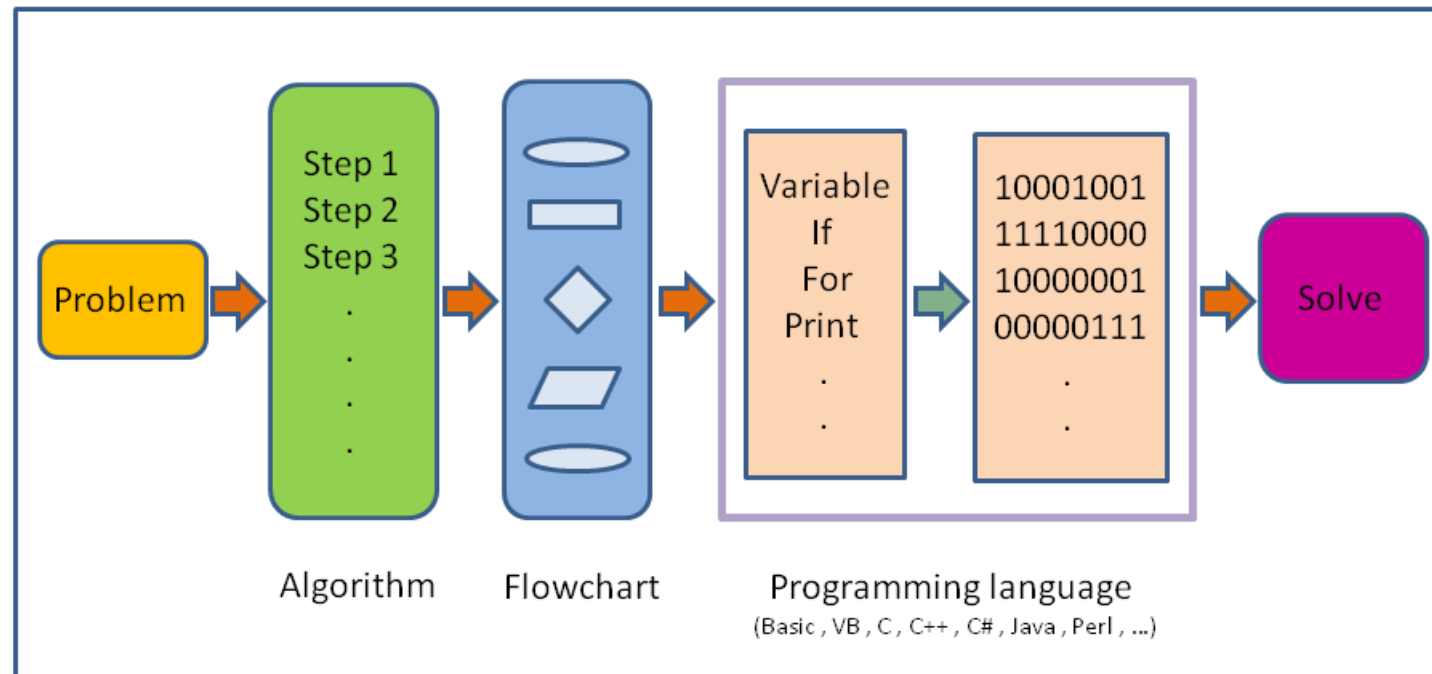 Problem
Step 1
Step 2
Step 3
.
.
.
.
Algorithm
Flowchart
Variable
If
For
Print
.
.
10001001
11110000
10000001
00000111
.
.
Programming language
(Basic , VB , C , C++ , C# , Java , Perl , ...)
Solve